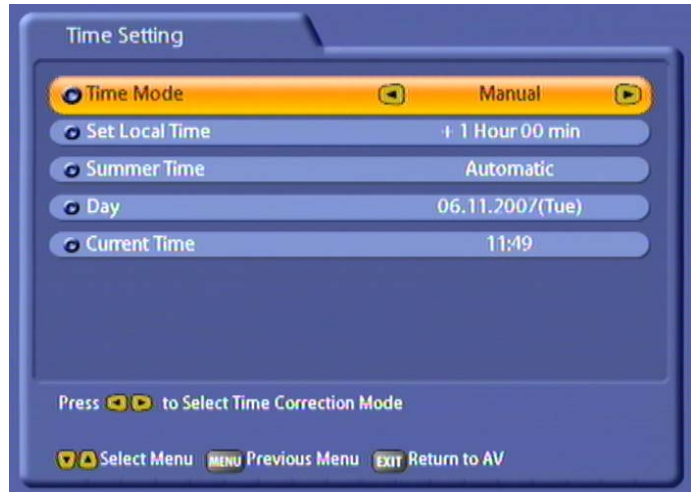 Time Setting
Time Mode Manual
Set Local Time + 1 Hour 00 min
Summer Time Automatic
Day 06.11.2007(Tue)
Current Time 11:49
Press to Select Time Correction Mode
Select Menu MENU Previous Menu EXIT Return to AV